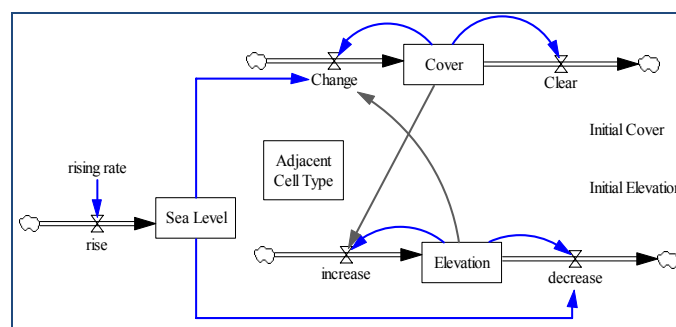 Change
Cover
Clear
Initial Cover
Adjacent
Cell Type
rising rate
Initial Elevation
Sea Level
rise
increase
Elevation
decrease